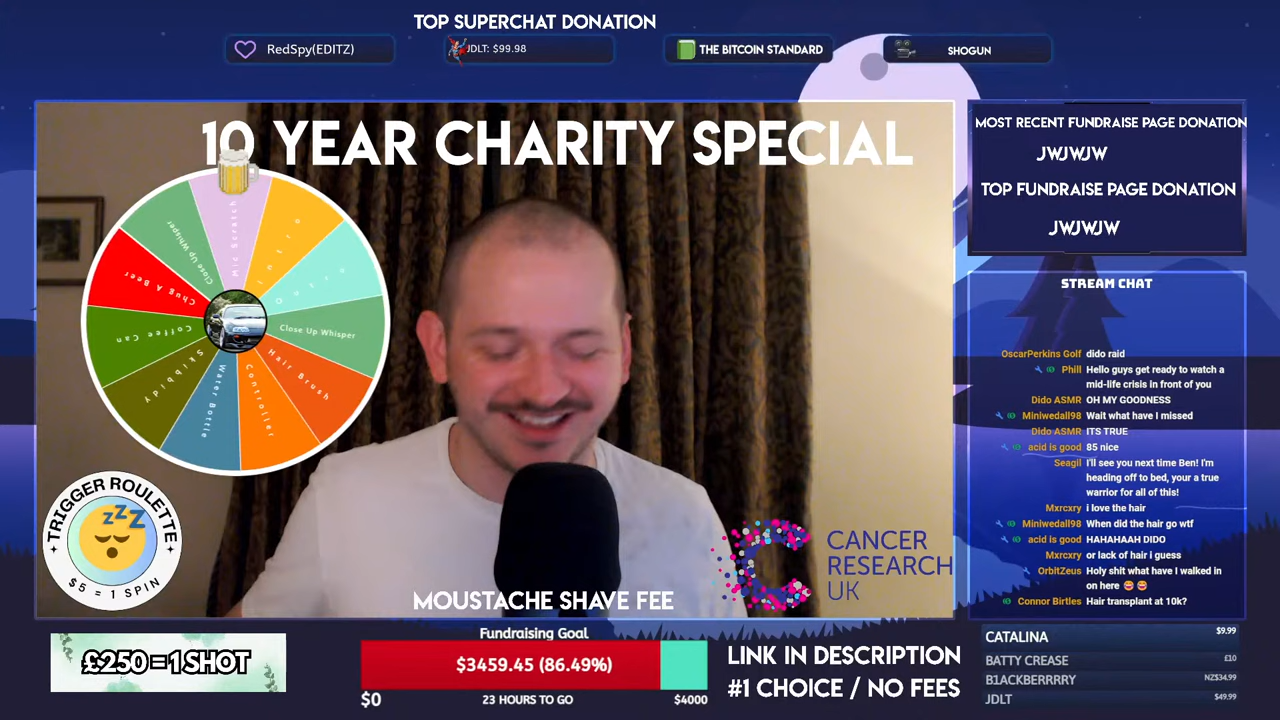 TOP SUPERCHAT DONATION
RedSpy(EDITZ)
JDLT: $99.98
THE BITCOIN STANDARD
SHOGUN
10 YEAR CHARITY SPECIAL
Mic Scratch
Close Up Whisper
Hair Brush
Controller
Water Bottle
Skibbidy
Coffee Can
Chug A Beer
Close Up Whisper
TRIGGER ROULETTE
zzz
$5 = 1 SPIN
MOUSTACHE SHAVE FEE
CANCER
RESEARCH
UK
MOST RECENT FUNDRAISE PAGE DONATION
JWJWJW
TOP FUNDRAISE PAGE DONATION
JWJWJW
STREAM CHAT
OscarPerkins Golf dido raid
Phill Hello guys get ready to watch a
mid-life crisis in front of you
Dido ASMR OH MY GOODNESS
Miniwedall98 Wait what have I missed
Dido ASMR ITS TRUE
acid is good 85 nice
Seagil I'll see you next time Ben! I'm
heading off to bed, your a true
warrior for all of this!
Mxrcxry i love the hair
Miniwedall98 When did the hair go wtf
acid is good HAHAHAAH DIDO
Mxrcxry or lack of hair i guess
OrbitZeus Holy shit what have I walked in
on here
Connor Birtles Hair transplant at 10k?
£250 = 1 SHOT
Fundraising Goal
$3459.45 (86.49%)
$0
23 HOURS TO GO
$4000
LINK IN DESCRIPTION
#1 CHOICE / NO FEES
CATALINA $9.99
BATTY CREASE £10
B1ACKBERRRRY NZ$34.99
JDLT $49.99